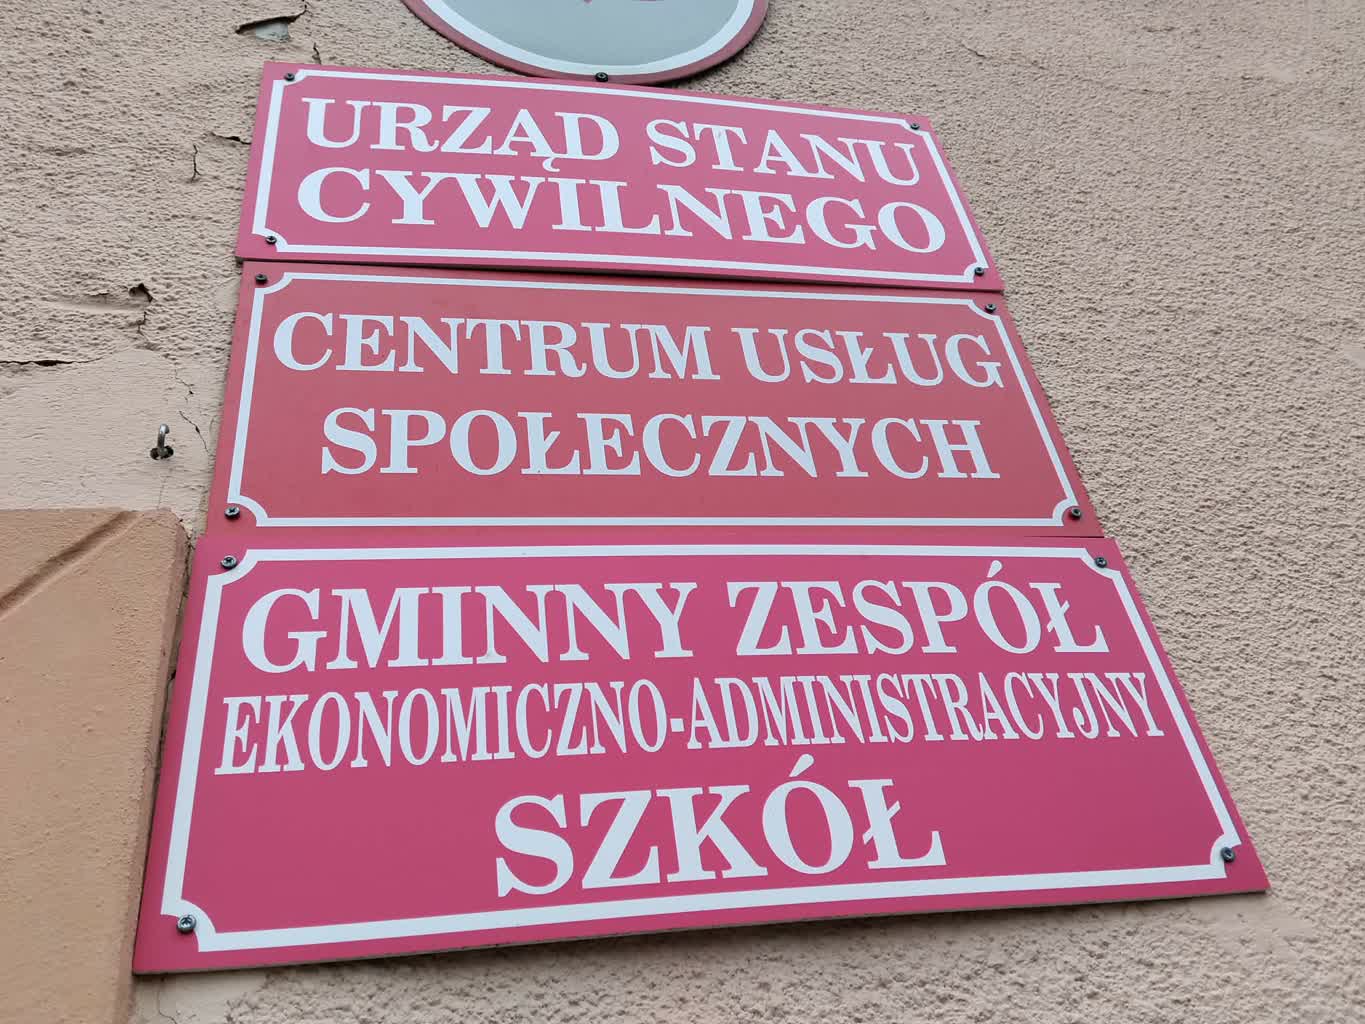 URZĄD STANU
CYWILNEGO
CENTRUM USŁUG
SPOŁECZNYCH
GMINNY ZESPÓŁ
EKONOMICZNO-ADMINISTRACYJNY
SZKÓŁ